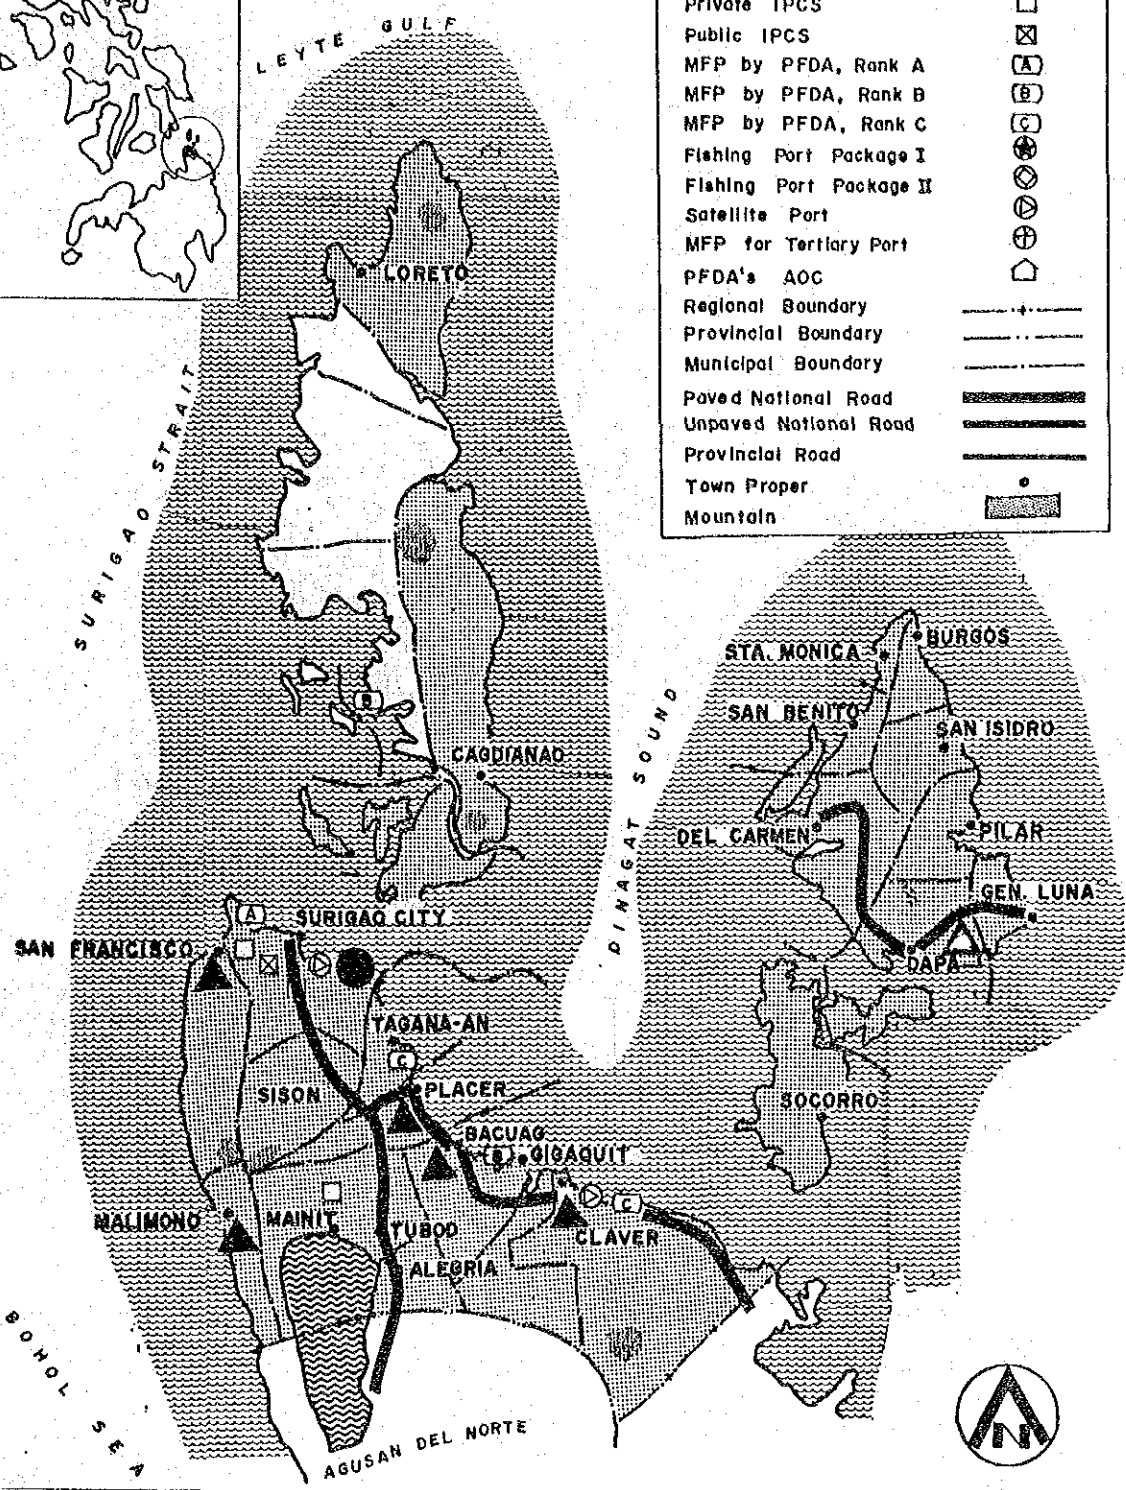 LEYTE GULF
Private IPCS
Public IPCS
MFP by PFDA, Rank A (A)
MFP by PFDA, Rank B (B)
MFP by PFDA, Rank C (C)
Fishing Port Package I
Fishing Port Package II
Satellite Port
MFP for Tertiary Port
PFDA's AOC
Regional Boundary
Provincial Boundary
Municipal Boundary
Paved National Road
Unpaved National Road
Provincial Road
Town Proper
Mountain
LORETO
SURIGAO STRAIT
BURGOS
STA. MONICA
B
SAN BENITO
SAN ISIDRO
CAGDIANAO
DINAGAT SOUND
DEL CARMEN
PILAR
GEN. LUNA
A
SURIGAO CITY
SAN FRANCISCO
DAPA
TAGANA-AN
C
PLACER
SISON
SOCORRO
BACUAG
B
GIGAQUIT
C
MALIMONO
MAINIT
TUBOD
CLAVER
ALEGRIA
BOHOL SEA
AGUSAN DEL NORTE
N